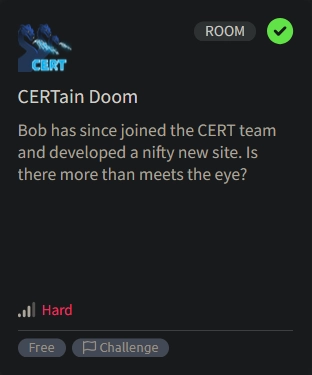 ROOM
CERT
CERTain Doom
Bob has since joined the CERT team
and developed a nifty new site. Is
there more than meets the eye?
Hard
Free
Challenge